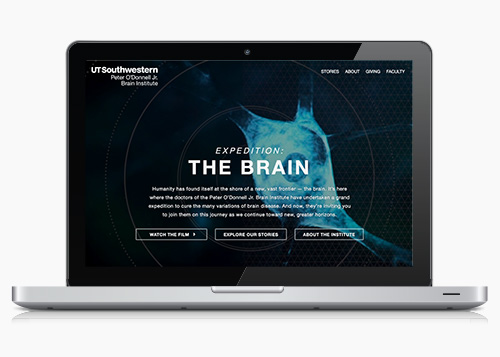 UTSouthwestern
Peter O'Donnell Jr.
Brain Institute
STORIES ABOUT GIVING FACULTY
EXPEDITION:
THE BRAIN
Humanity has found itself at the shore of a new, vast frontier — the brain. It's here
where the doctors of the Peter O'Donnell Jr. Brain Institute have undertaken a grand
expedition to cure the many variations of brain disease. And now, they're inviting you
to join them on this journey as we continue toward new, greater horizons.
WATCH THE FILM
EXPLORE OUR STORIES
ABOUT THE INSTITUTE